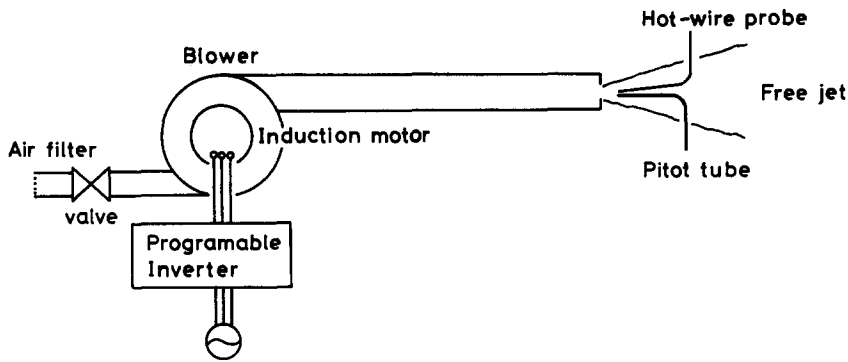 Hot-wire probe
Blower
Free jet
Induction motor
Air filter
Pitot tube
valve
Programable
Inverter